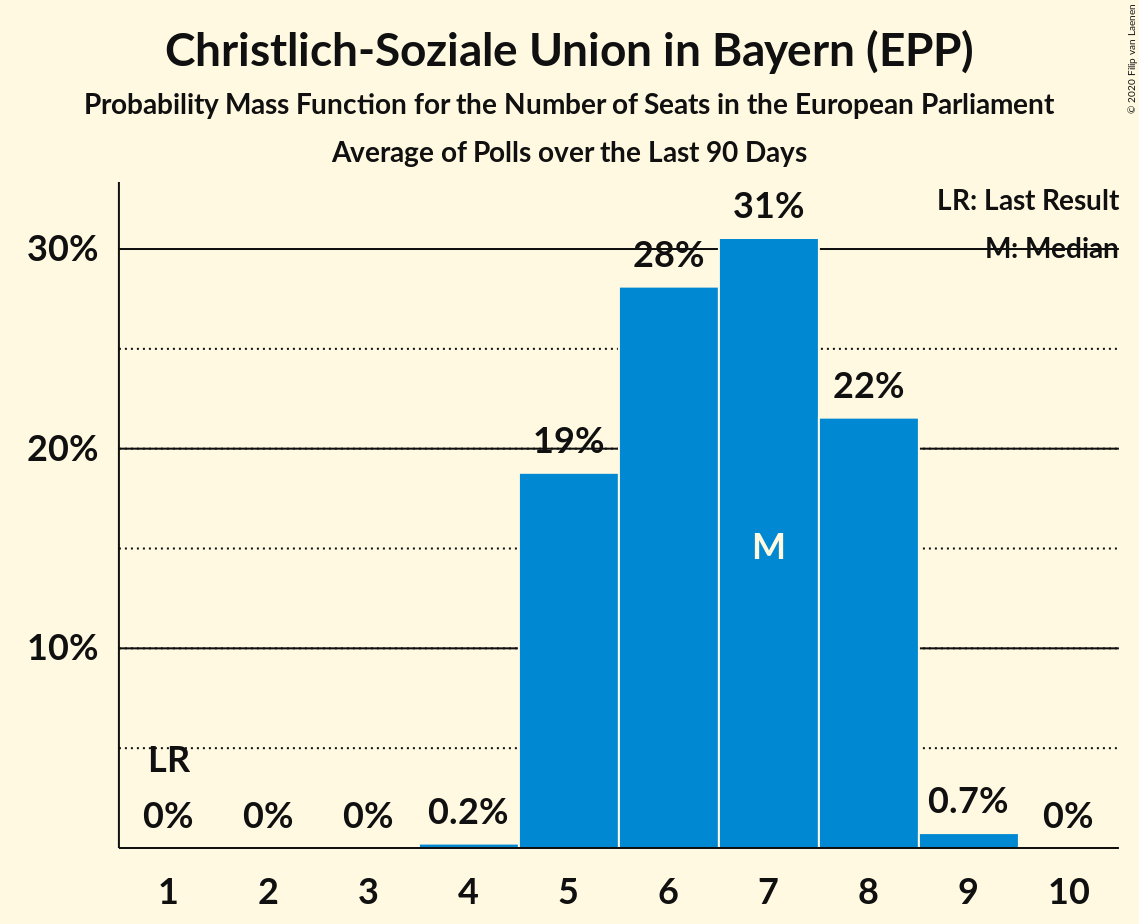 Christlich-Soziale Union in Bayern (EPP)
Probability Mass Function for the Number of Seats in the European Parliament
Average of Polls over the Last 90 Days
© 2020 Filip van Laenen
LR: Last Result
M: Median
30%
20%
10%
LR
0%
0%
0%
0.2%
19%
28%
31%
M
22%
0.7%
0%
1 2 3 4 5 6 7 8 9 10